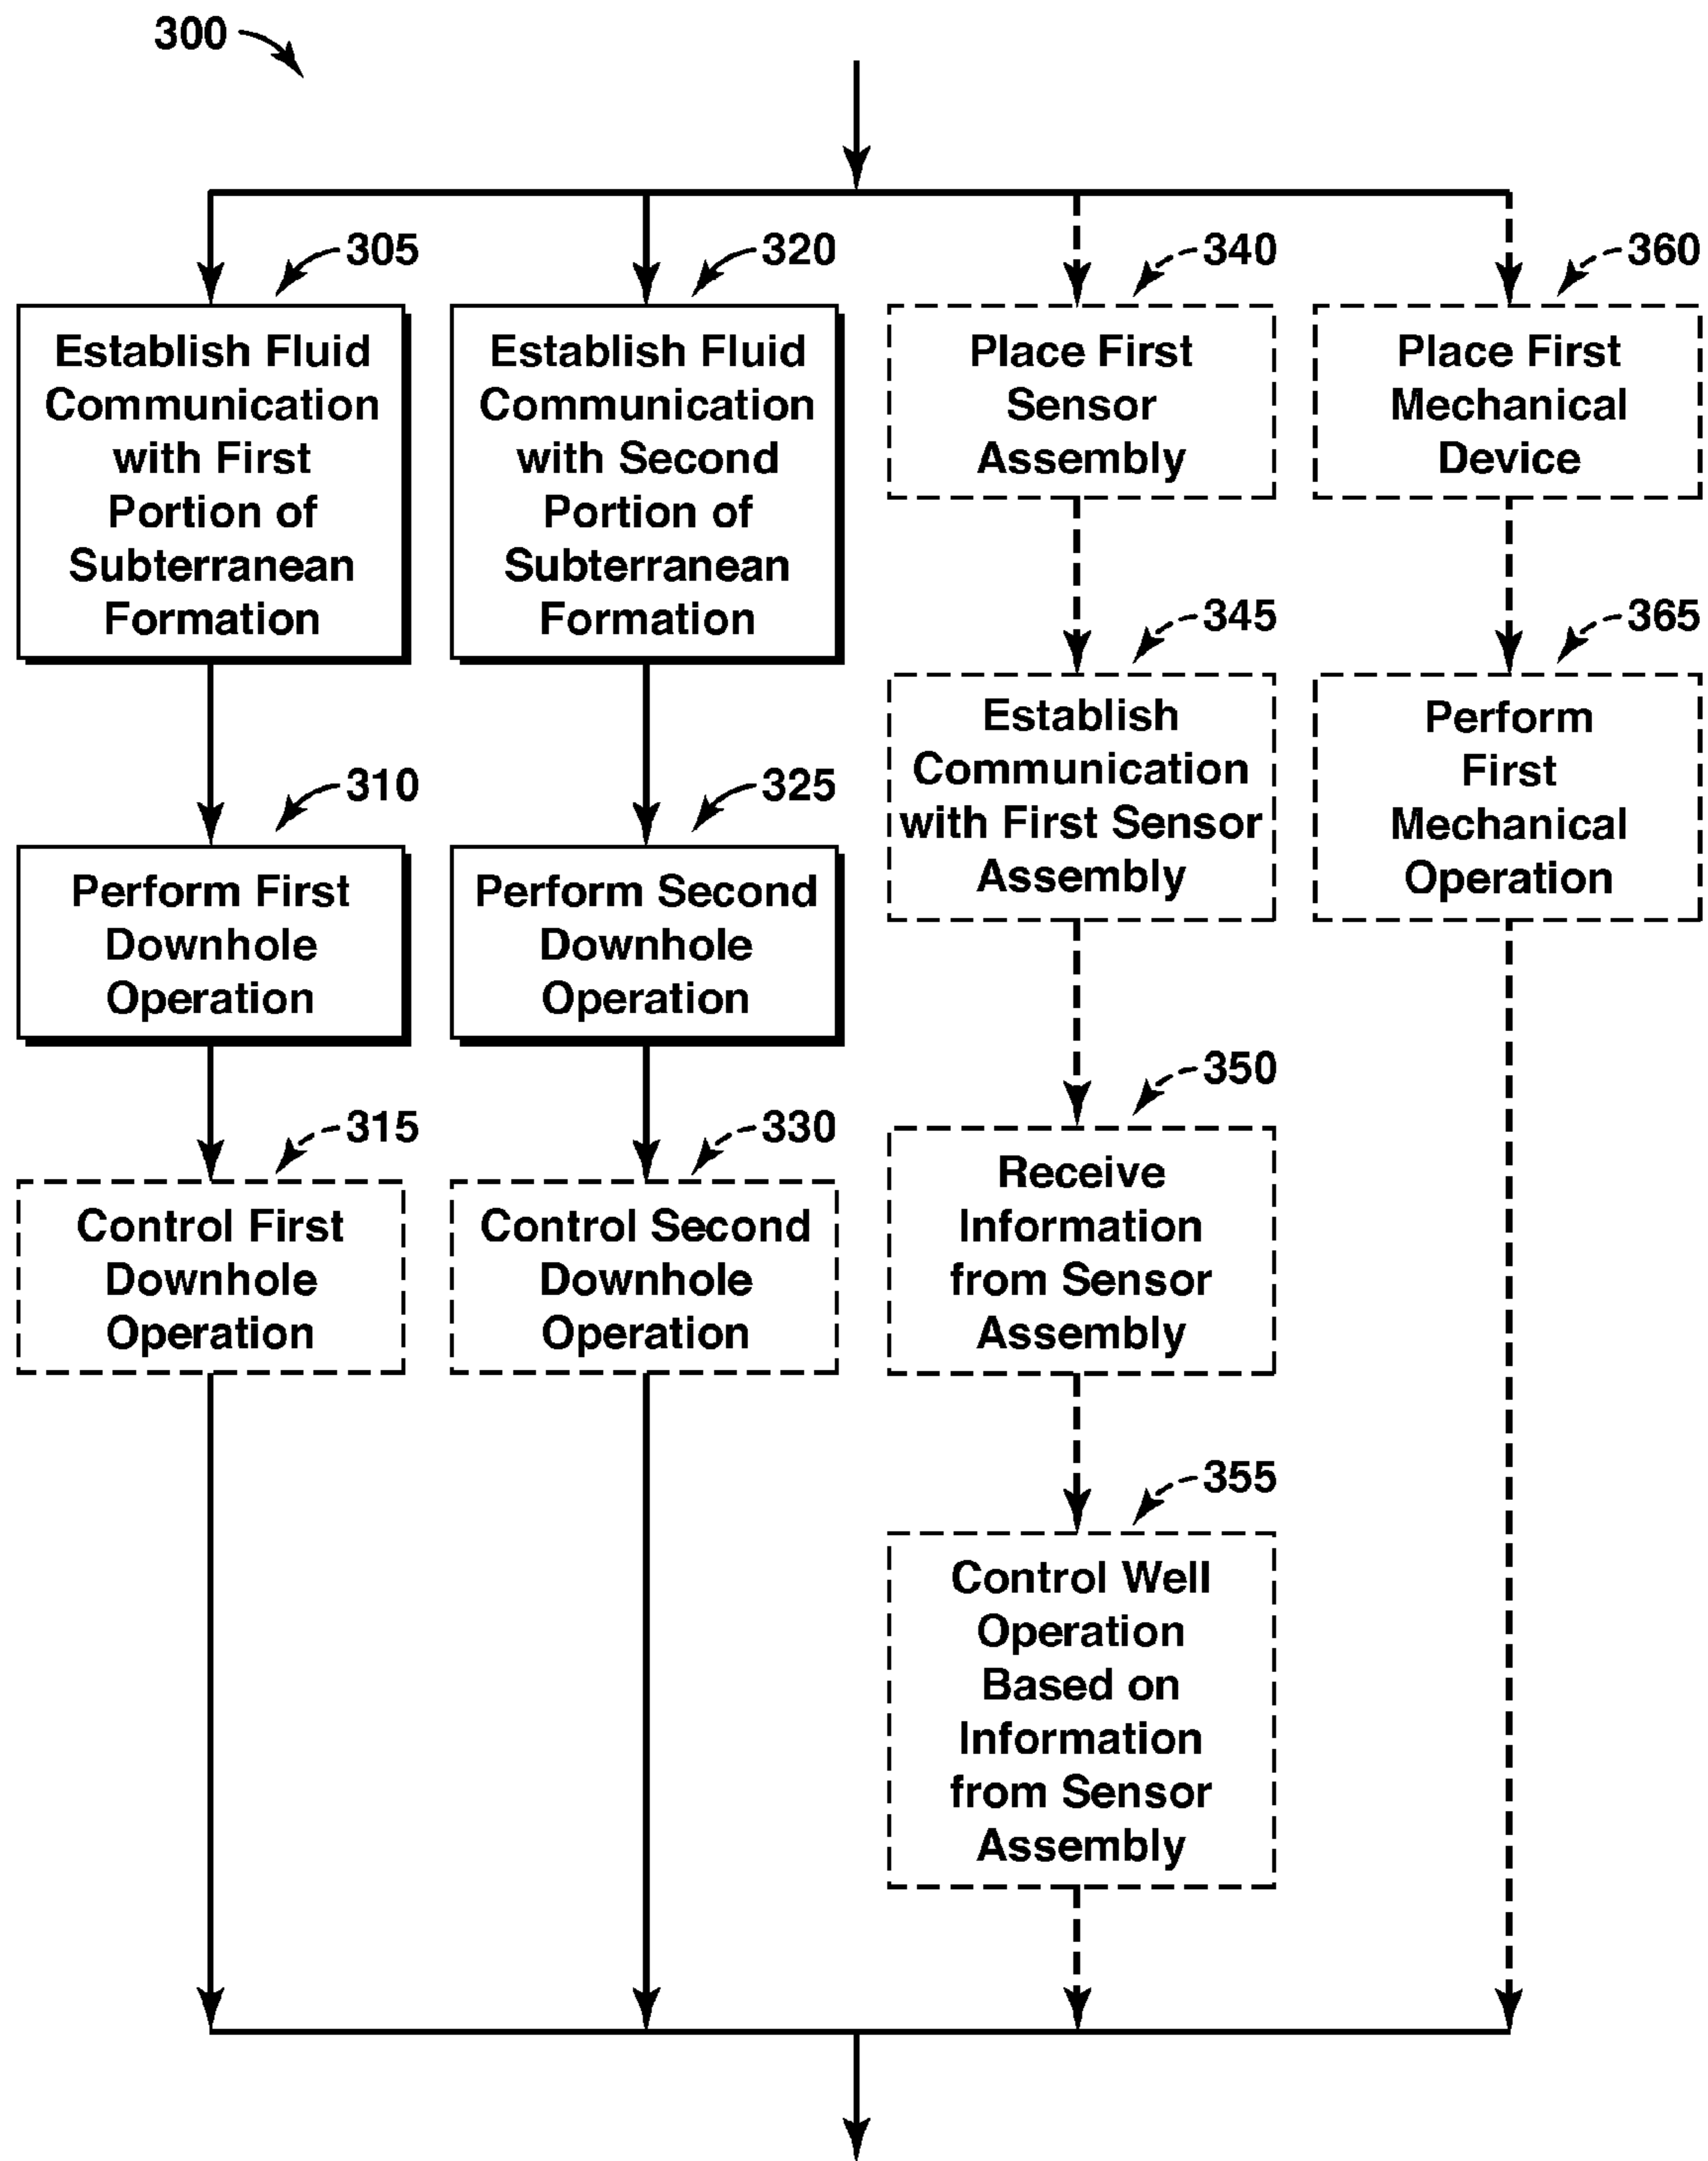 300
305
Establish Fluid
Communication
with First
Portion of
Subterranean
Formation
310
Perform First
Downhole
Operation
315
Control First
Downhole
Operation
320
Establish Fluid
Communication
with Second
Portion of
Subterranean
Formation
325
Perform Second
Downhole
Operation
330
Control Second
Downhole
Operation
340
Place First
Sensor
Assembly
345
Establish
Communication
with First Sensor
Assembly
350
Receive
Information
from Sensor
Assembly
355
Control Well
Operation
Based on
Information
from Sensor
Assembly
360
Place First
Mechanical
Device
365
Perform
First
Mechanical
Operation